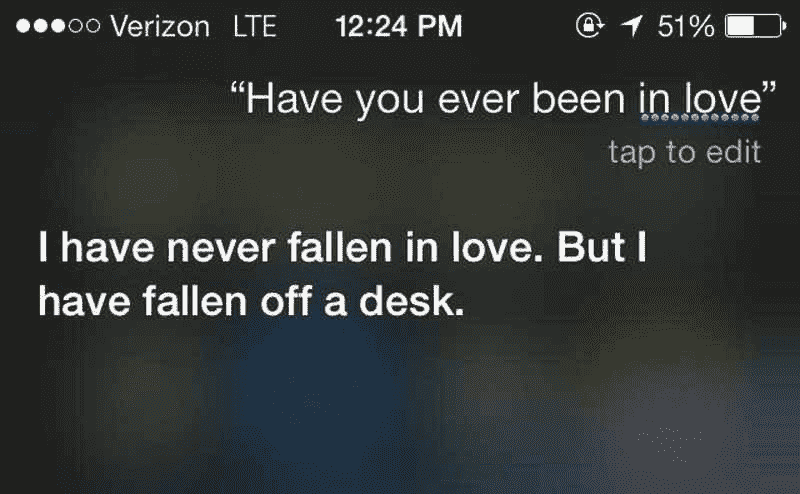 Verizon LTE 12:24 PM 51%
“Have you ever been in love”
tap to edit
I have never fallen in love. But I
have fallen off a desk.